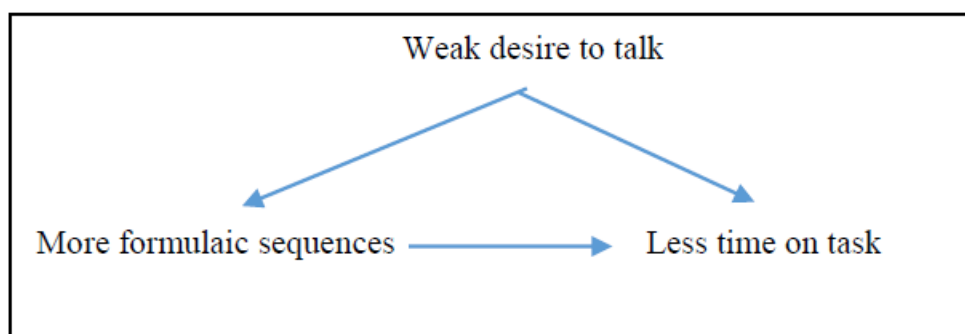 Weak desire to talk
More formulaic sequences
Less time on task